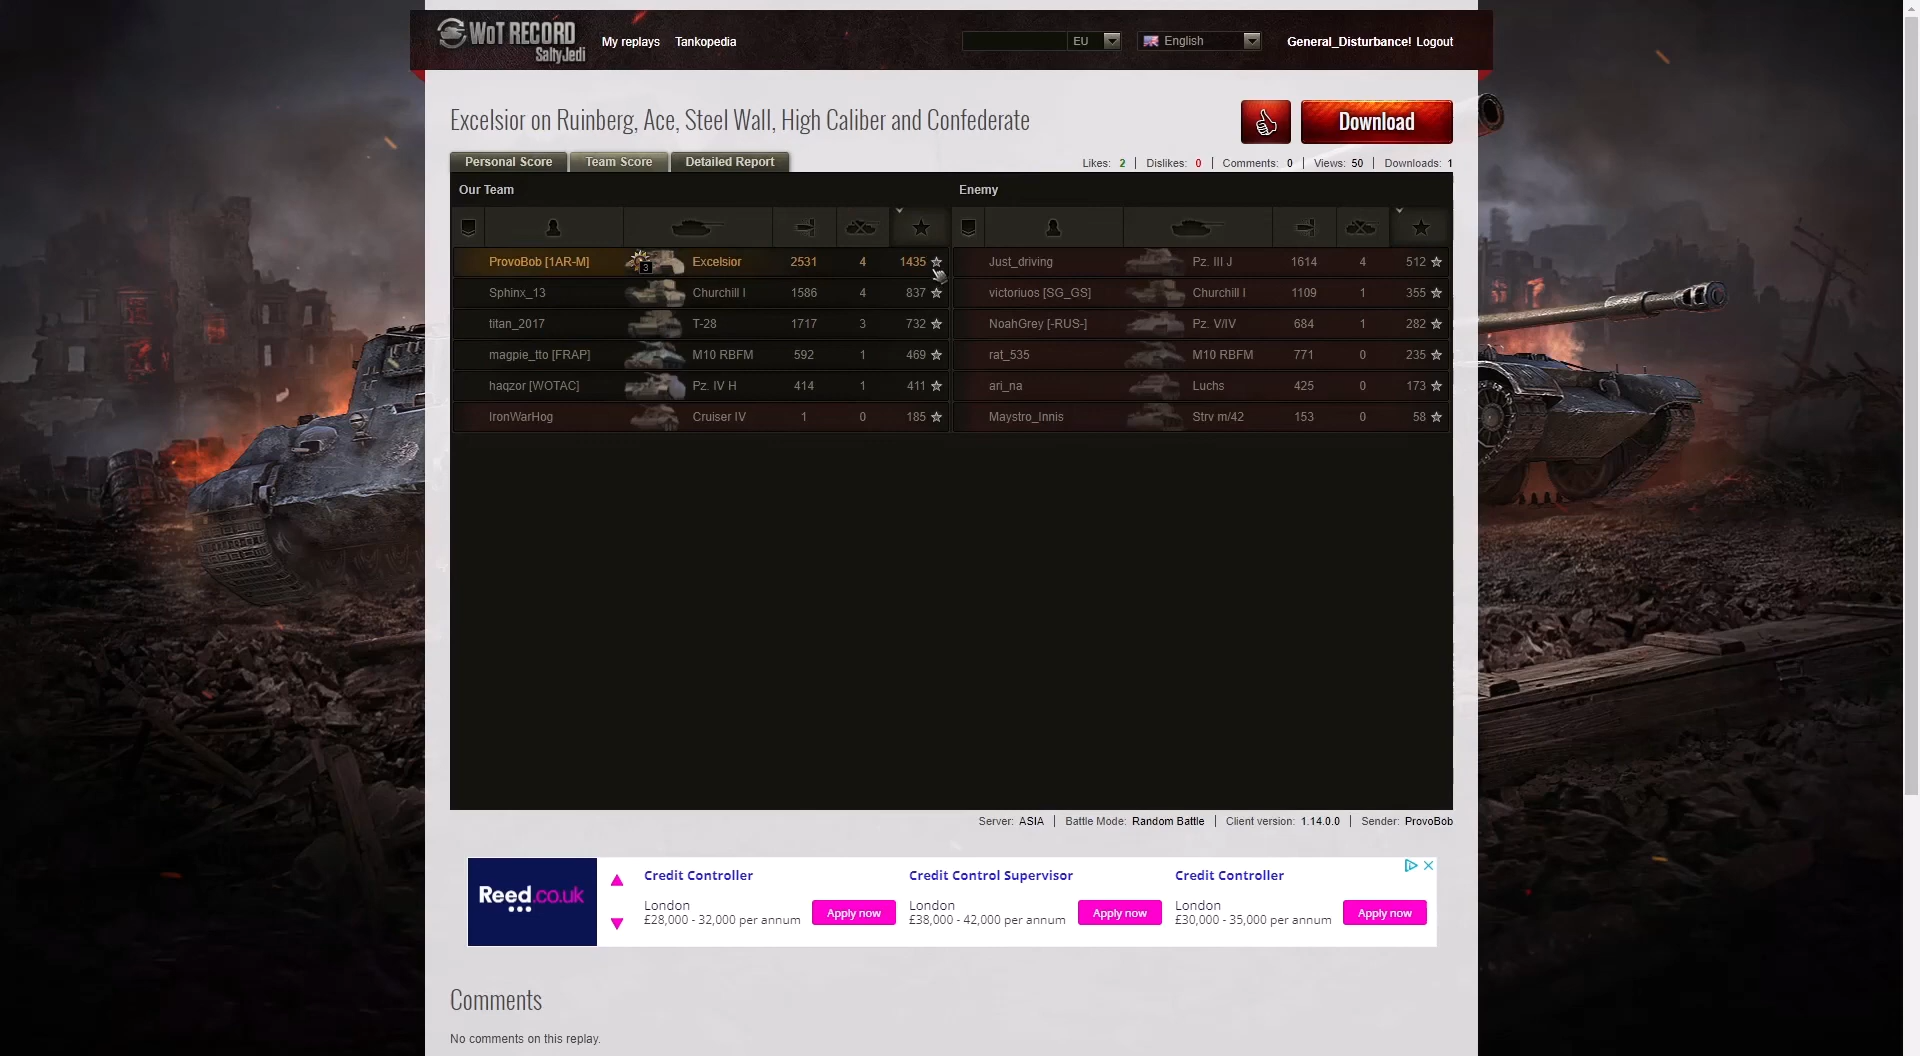 WoT RECORD
SaltyJedi
My replays Tankopedia EU English General_Disturbance! Logout
Excelsior on Ruinberg, Ace, Steel Wall, High Caliber and Confederate
Download
Personal Score Team Score Detailed Report
Likes: 2 | Dislikes: 0 | Comments: 0 | Views: 50 | Downloads: 1
Our Team Enemy
ProvoBob [1AR-M] 3 Excelsior 2531 4 1435 Just_driving Pz. III J 1614 4 512
Sphinx_13 Churchill I 1586 4 837 victoriuos [SG_GS] Churchill I 1109 1 355
titan_2017 T-28 1717 3 732 NoahGrey [-RUS-] Pz. V/IV 684 1 282
magpie_tto [FRAP] M10 RBFM 592 1 469 rat_535 M10 RBFM 771 0 235
haqzor [WOTAC] Pz. IV H 414 1 411 ari_na Luchs 425 0 173
IronWarHog Cruiser IV 1 0 185 Maystro_Innis Strv m/42 153 0 58
Server: ASIA | Battle Mode: Random Battle | Client version: 1.14.0.0 | Sender: ProvoBob
Reed.co.uk
Credit Controller
London
£28,000 - 32,000 per annum
Apply now
Credit Control Supervisor
London
£38,000 - 42,000 per annum
Apply now
Credit Controller
London
£30,000 - 35,000 per annum
Apply now
Comments
No comments on this replay.